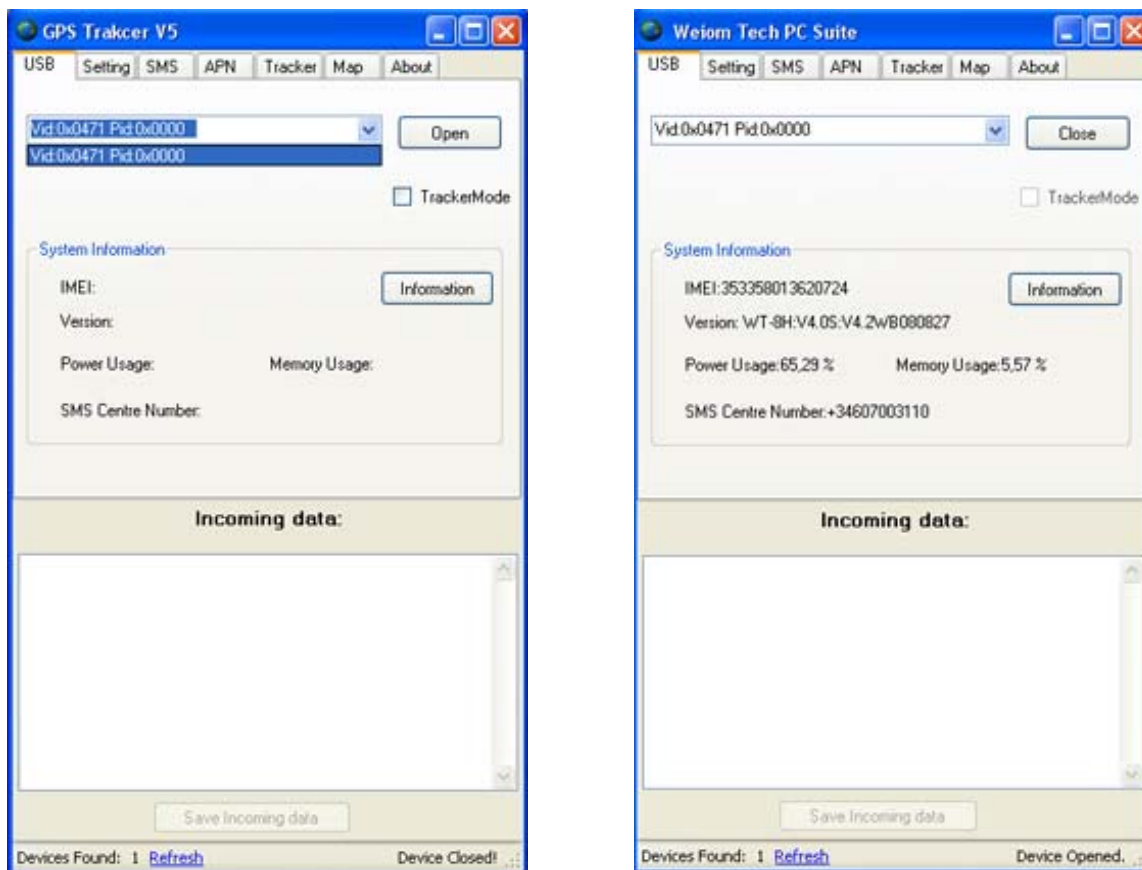 GPS Trakcer V5
USB Setting SMS APN Tracker Map About
Vid:0x0471 Pid:0x0000 Open
Vid:0x0471 Pid:0x0000
TrackerMode
System Information
IMEI: Information
Version:
Power Usage: Memory Usage:
SMS Centre Number:
Incoming data:
Save Incoming data
Devices Found: 1 Refresh Device Closed!
Weiom Tech PC Suite
USB Setting SMS APN Tracker Map About
Vid:0x0471 Pid:0x0000 Close
TrackerMode
System Information
IMEI:353358013620724 Information
Version: WT-8H:V4.0S:V4.2WB080827
Power Usage:65,29 % Memory Usage:5,57 %
SMS Centre Number:+34607003110
Incoming data:
Save Incoming data
Devices Found: 1 Refresh Device Opened.